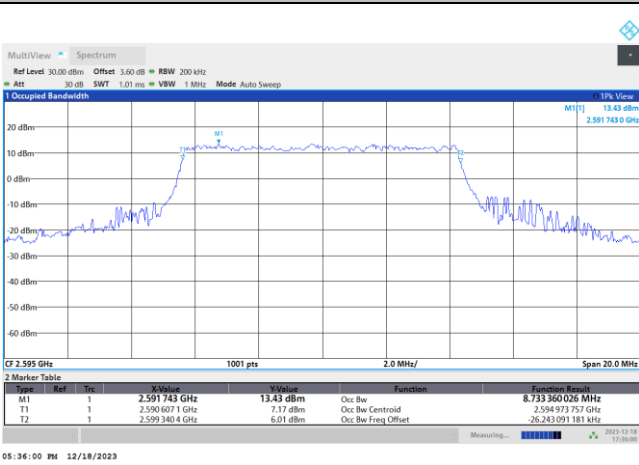 MultiView Spectrum
Ref Level 30.00 dBm Offset 3.60 dB RBW 200 kHz
Att 30 dB SWT 1.01 ms VBW 1 MHz Mode Auto Sweep
1 Occupied Bandwidth 1Pk View
M1[1] 13.43 dBm
2.591 743 0 GHz
20 dBm
M1
T1
T2
10 dBm
0 dBm
-10 dBm
-20 dBm
-30 dBm
-40 dBm
-50 dBm
-60 dBm
CF 2.595 GHz 1001 pts 2.0 MHz/ Span 20.0 MHz
2 Marker Table
Type Ref Trc X-Value Y-Value Function Function Result
M1 1 2.591743 GHz 13.43 dBm Occ Bw 8.733 360 026 MHz
T1 1 2.590 607 1 GHz 7.17 dBm Occ Bw Centroid 2.594 973 757 GHz
T2 1 2.599 340 4 GHz 6.01 dBm Occ Bw Freq Offset -26.243 091 181 kHz
Measuring... 2023-12-18
17:36:00
05:36:00 PM 12/18/2023